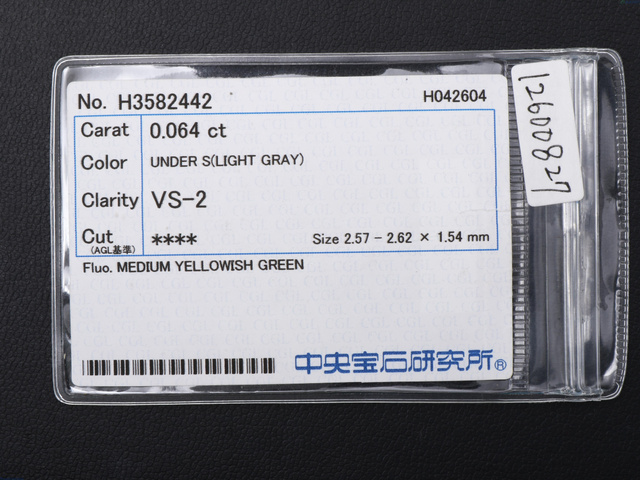 No. H3582442
H042604
Carat 0.064 ct
Color UNDER S(LIGHT GRAY)
Clarity VS-2
Cut **** Size 2.57 - 2.62 × 1.54 mm
(AGL基準)
Fluo. MEDIUM YELLOWISH GREEN
中央宝石研究所®
12600827